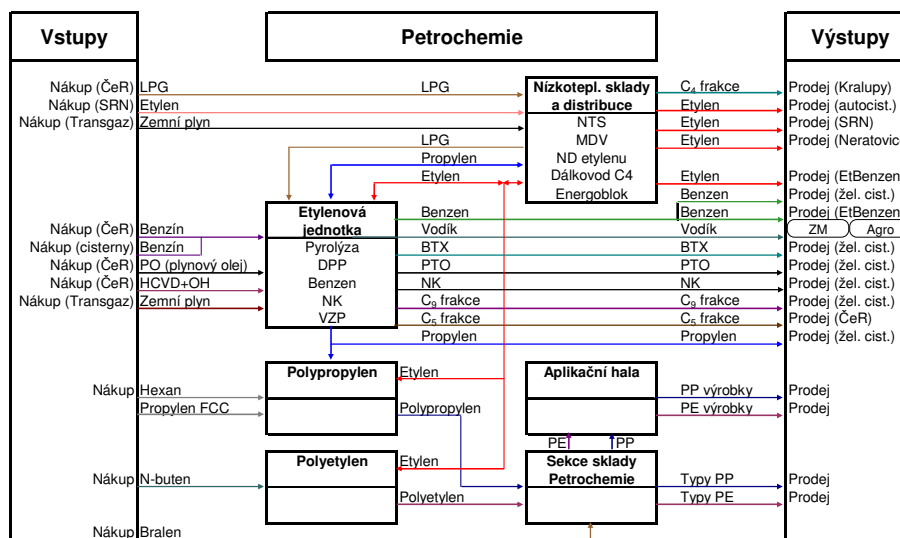 Vstupy
Petrochemie
Výstupy
Nákup (ČeR) LPG
LPG
Nízkotepl. sklady
a distribuce
C4 frakce
Prodej (Kralupy)
Nákup (SRN) Etylen
Etylen
Prodej (autocist.)
Nákup (Transgaz) Zemní plyn
NTS
Etylen
Prodej (SRN)
LPG
MDV
Etylen
Prodej (Neratovice
Propylen
ND etylenu
Etylen
Dálkovod C4
Etylen
Prodej (EtBenzen
Energoblok
Benzen
Prodej (žel. cist.)
Etylenová
jednotka
Benzen
Benzen
Prodej (EtBenzen
Nákup (ČeR) Benzín
Vodík
Vodík
ZM
Agro
Nákup (cisterny) Benzín
Pyrolýza
BTX
BTX
Prodej (žel. cist.)
Nákup (ČeR) PO (plynový olej)
DPP
PTO
PTO
Prodej (žel. cist.)
Nákup (ČeR) HCVD+OH
Benzen
NK
NK
Prodej (žel. cist.)
Nákup (Transgaz) Zemní plyn
NK
C9 frakce
C9 frakce
Prodej (žel. cist.)
VZP
C5 frakce
C5 frakce
Prodej (ČeR)
Propylen
Propylen
Prodej (žel. cist.)
Polypropylen
Etylen
Aplikační hala
Nákup Hexan
PP výrobky
Prodej
Propylen FCC
Polypropylen
PE výrobky
Prodej
PE
PP
Polyetylen
Etylen
Sekce sklady
Petrochemie
Nákup N-buten
Typy PP
Prodej
Polyetylen
Typy PE
Prodej
Nákup Bralen